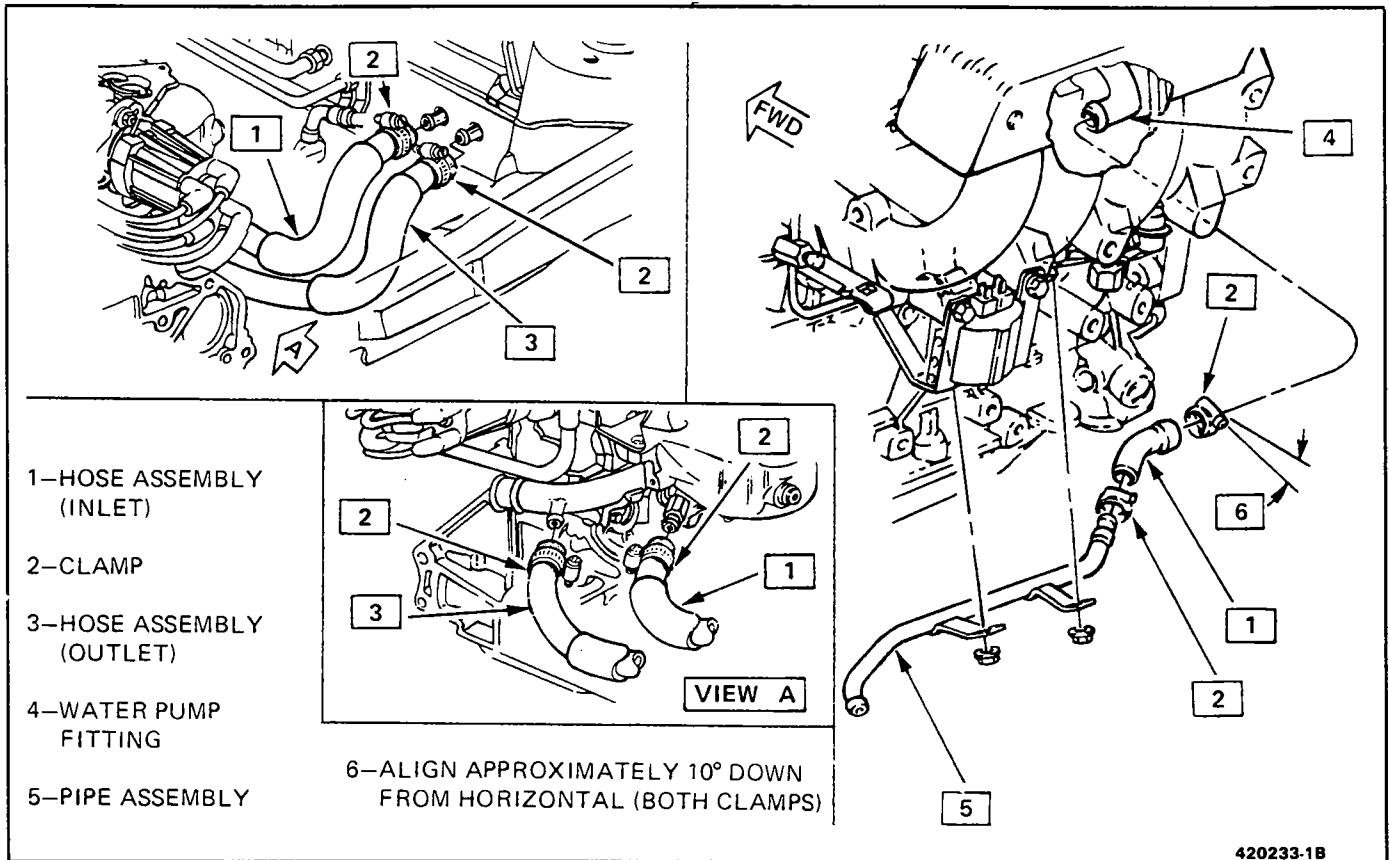 2
1
2
3
A
FWD
4
2
6
1
2
5
1–HOSE ASSEMBLY
(INLET)
2–CLAMP
3–HOSE ASSEMBLY
(OUTLET)
4–WATER PUMP
FITTING
5–PIPE ASSEMBLY
2
2
1
3
VIEW A
6–ALIGN APPROXIMATELY 10° DOWN
FROM HORIZONTAL (BOTH CLAMPS)
420233-1B